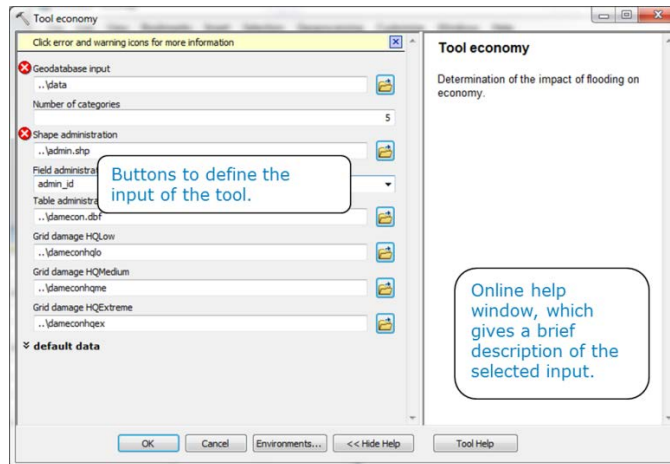 Tool economy
Click error and warning icons for more information
Geodatabase input
..\data
Number of categories
5
Shape administration
..\admin.shp
Field administra
admin_id
Table administra
..\damecon.dbf
Grid damage HQLow
..\dameconhqlo
Grid damage HQMedium
..\dameconhqme
Grid damage HQExtreme
..\dameconhqex
default data
Buttons to define the
input of the tool.
OK
Cancel
Environments...
<< Hide Help
Tool economy
Determination of the impact of flooding on
economy.
Online help
window, which
gives a brief
description of the
selected input.
Tool Help